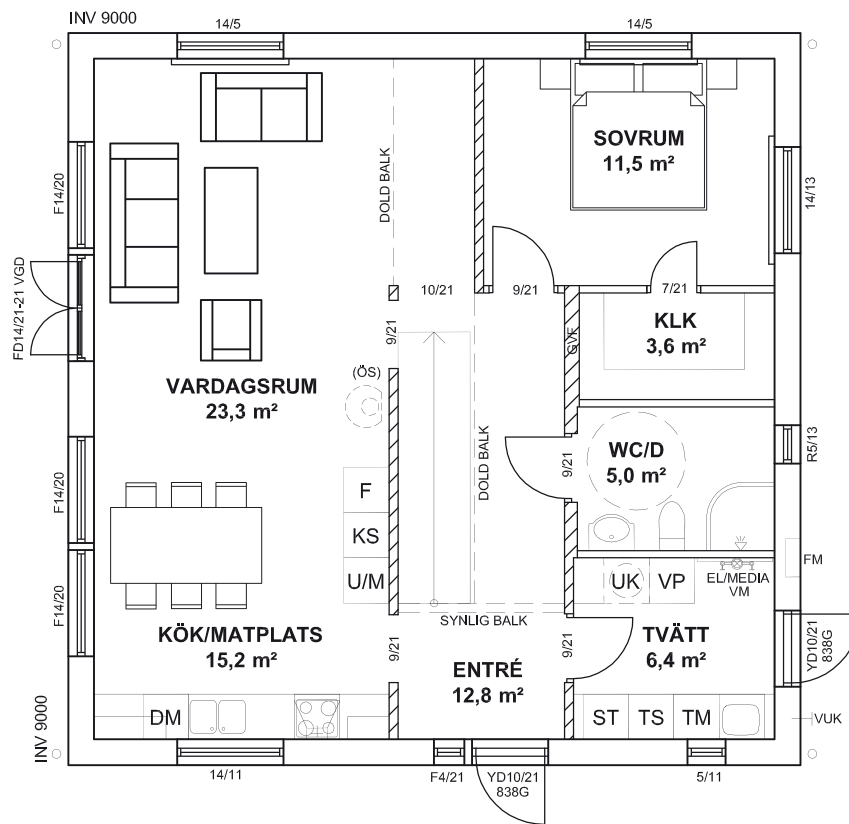 INV 9000
14/5
14/5
SOVRUM
11,5 m²
DOLD BALK
F14/20
14/13
FD14/21-21 VGD
10/21
9/21
7/21
9/21
GVF
KLK
3,6 m²
(ÖS)
VARDAGSRUM
23,3 m²
DOLD BALK
WC/D
5,0 m²
9/21
R5/13
F14/20
F
KS
U/M
F14/20
UK
VP
EL/MEDIA
VM
FM
SYNLIG BALK
KÖK/MATPLATS
15,2 m²
9/21
9/21
TVÄTT
6,4 m²
YD10/21
838G
ENTRÉ
12,8 m²
INV 9000
DM
ST
TS
TM
VUK
14/11
F4/21
YD10/21
838G
5/11